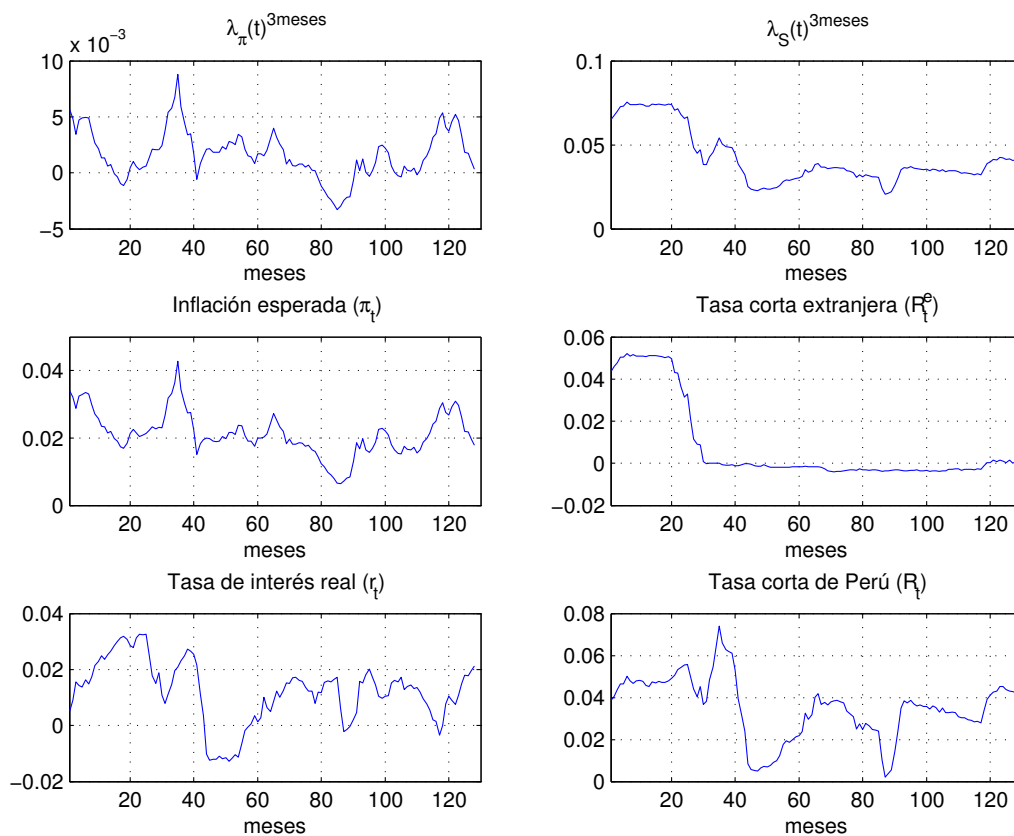 λπ(t)^3meses
x 10^−3
10
5
0
−5
20 40 60 80 100 120
meses
λS(t)^3meses
0.1
0.05
0
20 40 60 80 100 120
meses
Inflación esperada (πt)
0.04
0.02
0
20 40 60 80 100 120
meses
Tasa corta extranjera (R_t^e)
0.06
0.04
0.02
0
−0.02
20 40 60 80 100 120
meses
Tasa de interés real (rt)
0.04
0.02
0
−0.02
20 40 60 80 100 120
meses
Tasa corta de Perú (Rt)
0.08
0.06
0.04
0.02
0
20 40 60 80 100 120
meses